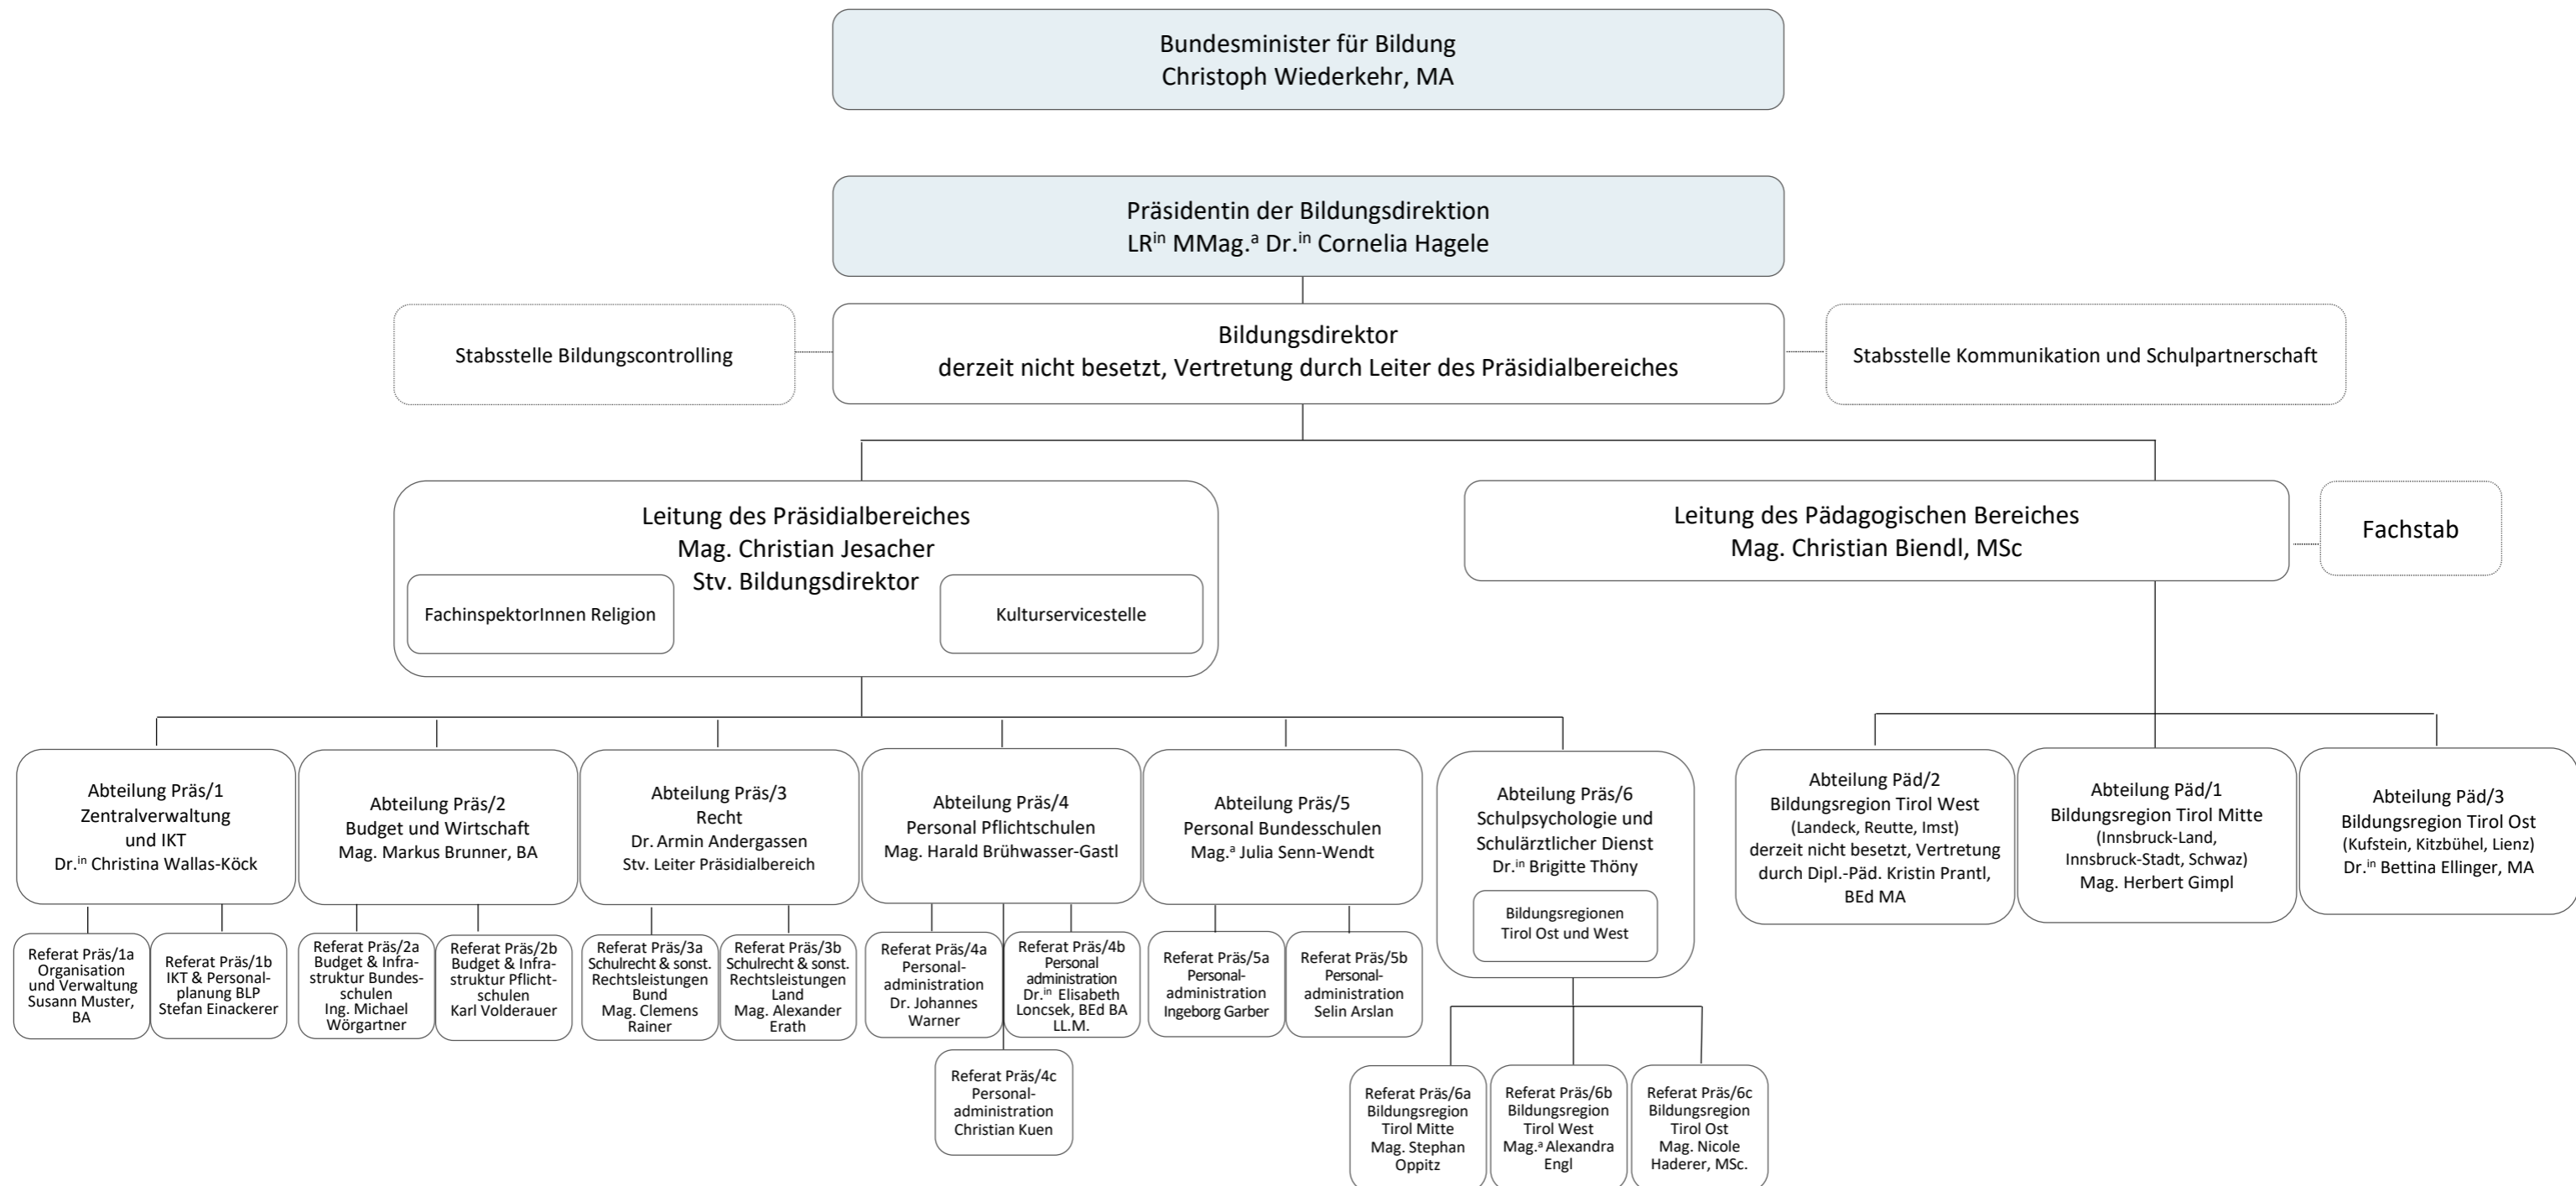 Bundesminister für Bildung
Christoph Wiederkehr, MA
Präsidentin der Bildungsdirektion
LRⁱⁿ MMag.ᵃ Dr.ⁱⁿ Cornelia Hagele
Stabsstelle Bildungscontrolling
Bildungsdirektor
derzeit nicht besetzt, Vertretung durch Leiter des Präsidialbereiches
Stabsstelle Kommunikation und Schulpartnerschaft
Leitung des Präsidialbereiches
Mag. Christian Jesacher
Stv. Bildungsdirektor
FachinspektorInnen Religion
Kulturservicestelle
Leitung des Pädagogischen Bereiches
Mag. Christian Biendl, MSc
Fachstab
Abteilung Präs/1
Zentralverwaltung
und IKT
Dr.ⁱⁿ Christina Wallas-Köck
Abteilung Präs/2
Budget und Wirtschaft
Mag. Markus Brunner, BA
Abteilung Präs/3
Recht
Dr. Armin Andergassen
Stv. Leiter Präsidialbereich
Abteilung Präs/4
Personal Pflichtschulen
Mag. Harald Brühwasser-Gastl
Abteilung Präs/5
Personal Bundesschulen
Mag.ᵃ Julia Senn-Wendt
Abteilung Präs/6
Schulpsychologie und
Schulärztlicher Dienst
Dr.ⁱⁿ Brigitte Thöny
Bildungsregionen
Tirol Ost und West
Abteilung Päd/2
Bildungsregion Tirol West
(Landeck, Reutte, Imst)
derzeit nicht besetzt, Vertretung
durch Dipl.-Päd. Kristin Prantl,
BEd MA
Abteilung Päd/1
Bildungsregion Tirol Mitte
(Innsbruck-Land,
Innsbruck-Stadt, Schwaz)
Mag. Herbert Gimpl
Abteilung Päd/3
Bildungsregion Tirol Ost
(Kufstein, Kitzbühel, Lienz)
Dr.ⁱⁿ Bettina Ellinger, MA
Referat Präs/1a
Organisation
und Verwaltung
Susann Muster,
BA
Referat Präs/1b
IKT & Personal-
planung BLP
Stefan Einackerer
Referat Präs/2a
Budget & Infra-
struktur Bundes-
schulen
Ing. Michael
Wörgartner
Referat Präs/2b
Budget & Infra-
struktur Pflicht-
schulen
Karl Volderauer
Referat Präs/3a
Schulrecht & sonst.
Rechtsleistungen
Bund
Mag. Clemens
Rainer
Referat Präs/3b
Schulrecht & sonst.
Rechtsleistungen
Land
Mag. Alexander
Erath
Referat Präs/4a
Personal-
administration
Dr. Johannes
Warner
Referat Präs/4b
Personal
administration
Dr.ⁱⁿ Elisabeth
Loncsek, BEd BA
LL.M.
Referat Präs/5a
Personal-
administration
Ingeborg Garber
Referat Präs/5b
Personal-
administration
Selin Arslan
Referat Präs/4c
Personal-
administration
Christian Kuen
Referat Präs/6a
Bildungsregion
Tirol Mitte
Mag. Stephan
Oppitz
Referat Präs/6b
Bildungsregion
Tirol West
Mag.ᵃ Alexandra
Engl
Referat Präs/6c
Bildungsregion
Tirol Ost
Mag. Nicole
Haderer, MSc.